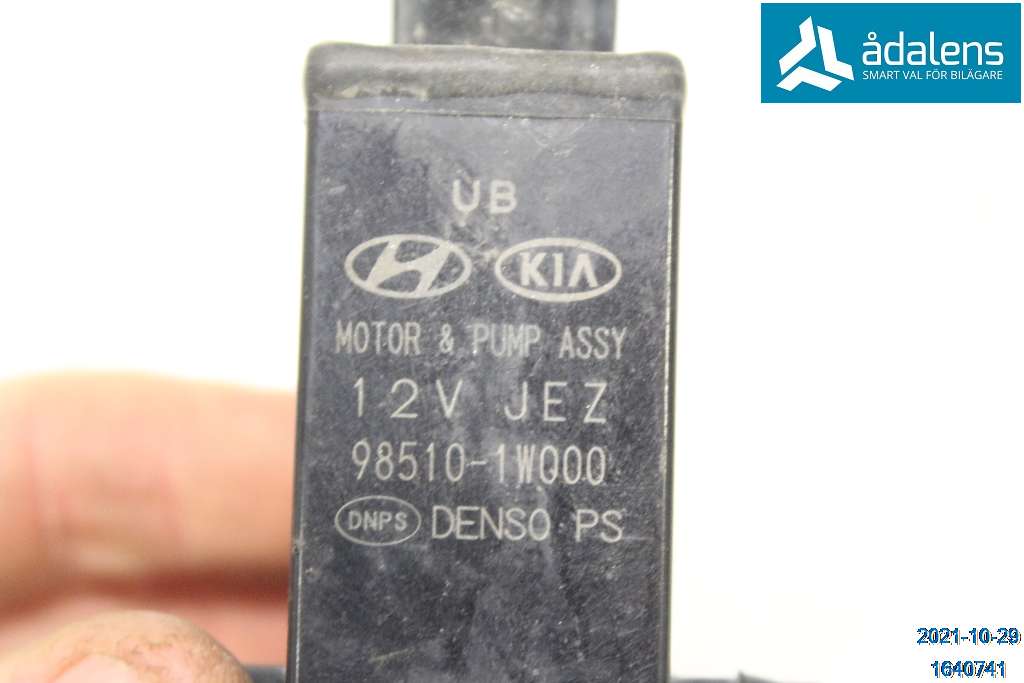 ådalens
SMART VAL FÖR BILÄGARE
UB
KIA
MOTOR & PUMP ASSY
12V JEZ
98510-1W000
DNPS DENSO PS
2021-10-29
1640741